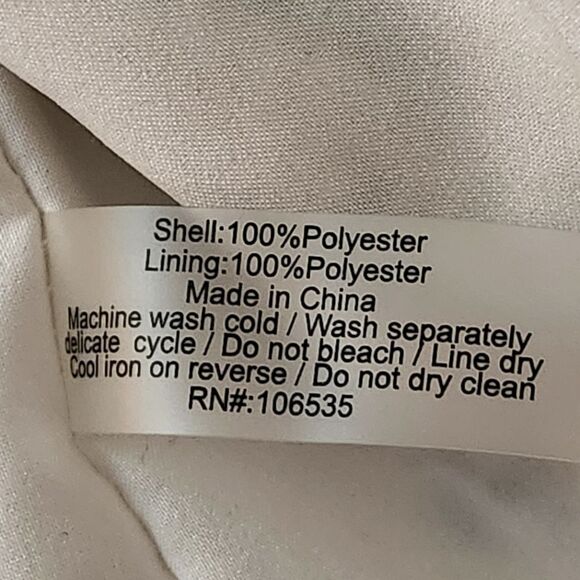 Shell:100%Polyester
Lining:100%Polyester
Made in China
Machine wash cold / Wash separately
delicate cycle / Do not bleach / Line dry
Cool iron on reverse / Do not dry clean
RN#:106535